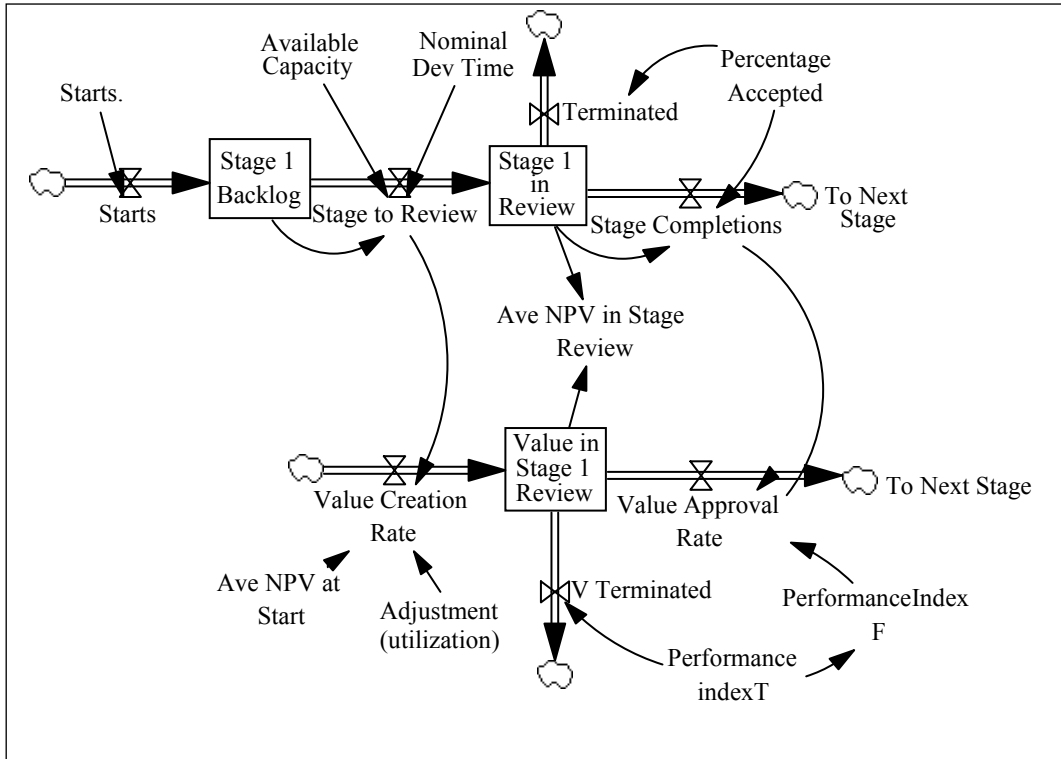 Starts.
Available
Capacity
Nominal
Dev Time
Terminated
Percentage
Accepted
Stage 1
Backlog
Stage 1
in
Review
Starts
Stage to Review
Stage Completions
To Next
Stage
Ave NPV in Stage
Review
Value in
Stage 1
Review
Value Creation
Rate
Value Approval
Rate
To Next Stage
Ave NPV at
Start
Adjustment
(utilization)
V Terminated
PerformanceIndex
F
Performance
indexT